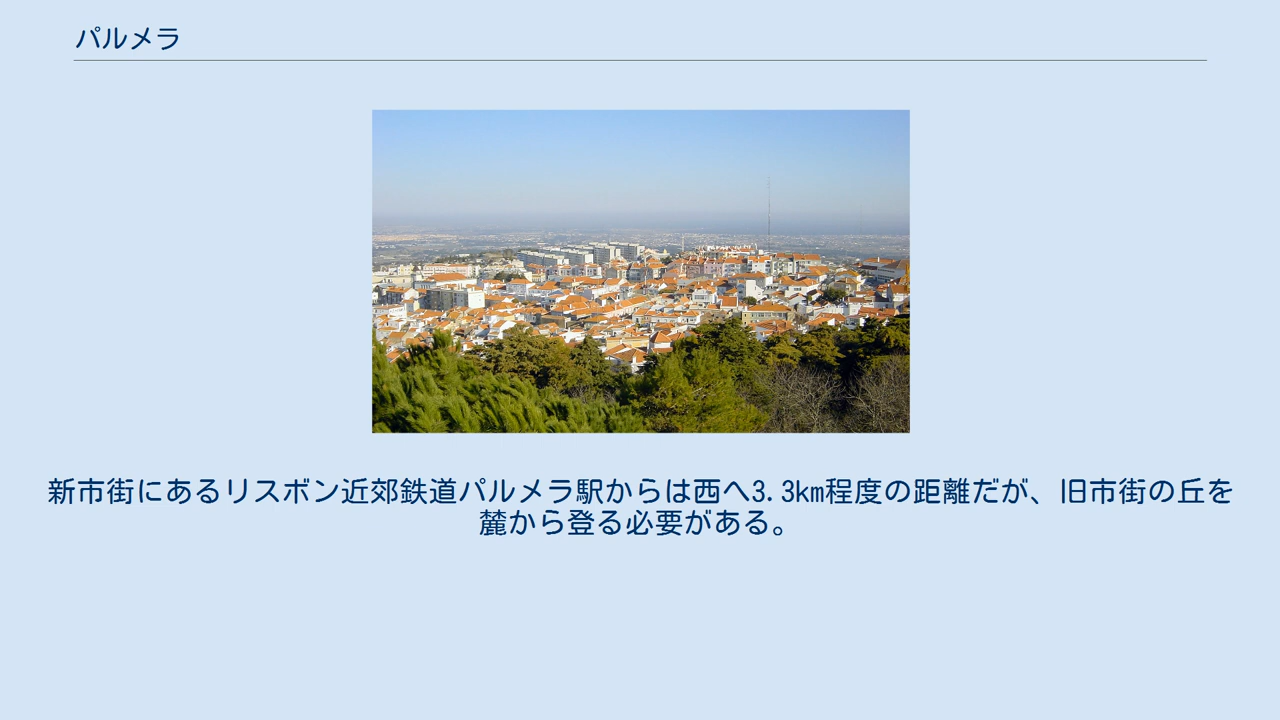 パルメラ
新市街にあるリスボン近郊鉄道パルメラ駅からは西へ3.3km程度の距離だが、旧市街の丘を
麓から登る必要がある。